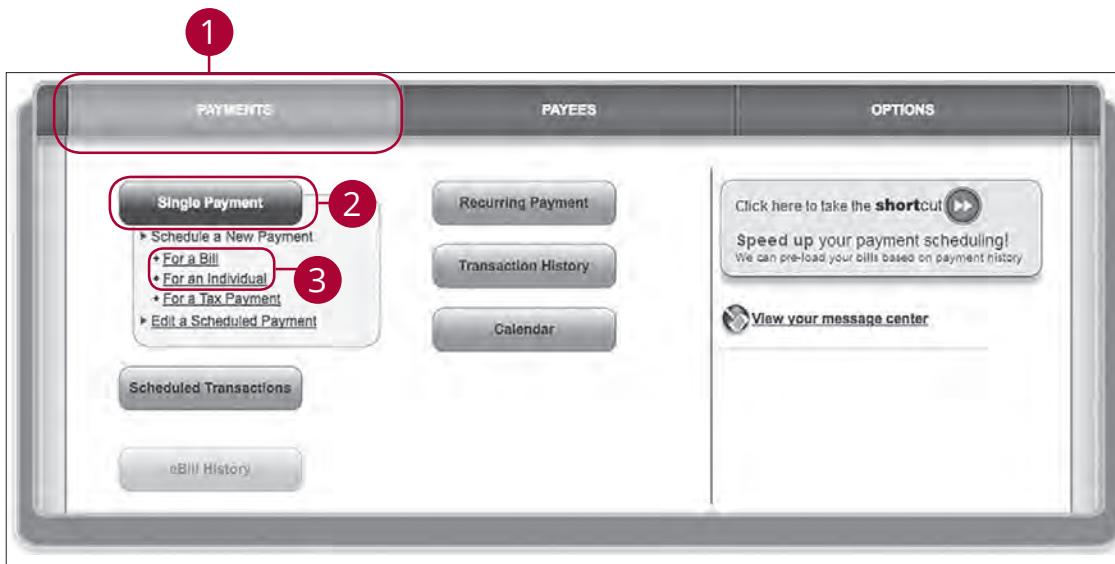 1
PAYMENTS
PAYEES
OPTIONS
Single Payment
2
Schedule a New Payment
For a Bill
For an Individual
3
For a Tax Payment
Edit a Scheduled Payment
Scheduled Transactions
eBill History
Recurring Payment
Transaction History
Calendar
Click here to take the shortcut
Speed up your payment scheduling!
We can pre-load your bills based on payment history
View your message center